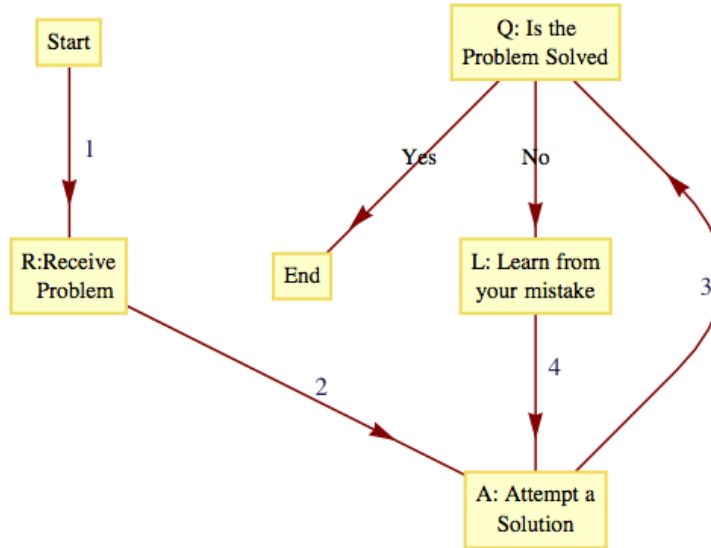 Start
Q: Is the
Problem Solved
1
Yes
No
R:Receive
Problem
End
L: Learn from
your mistake
3
4
2
A: Attempt a
Solution